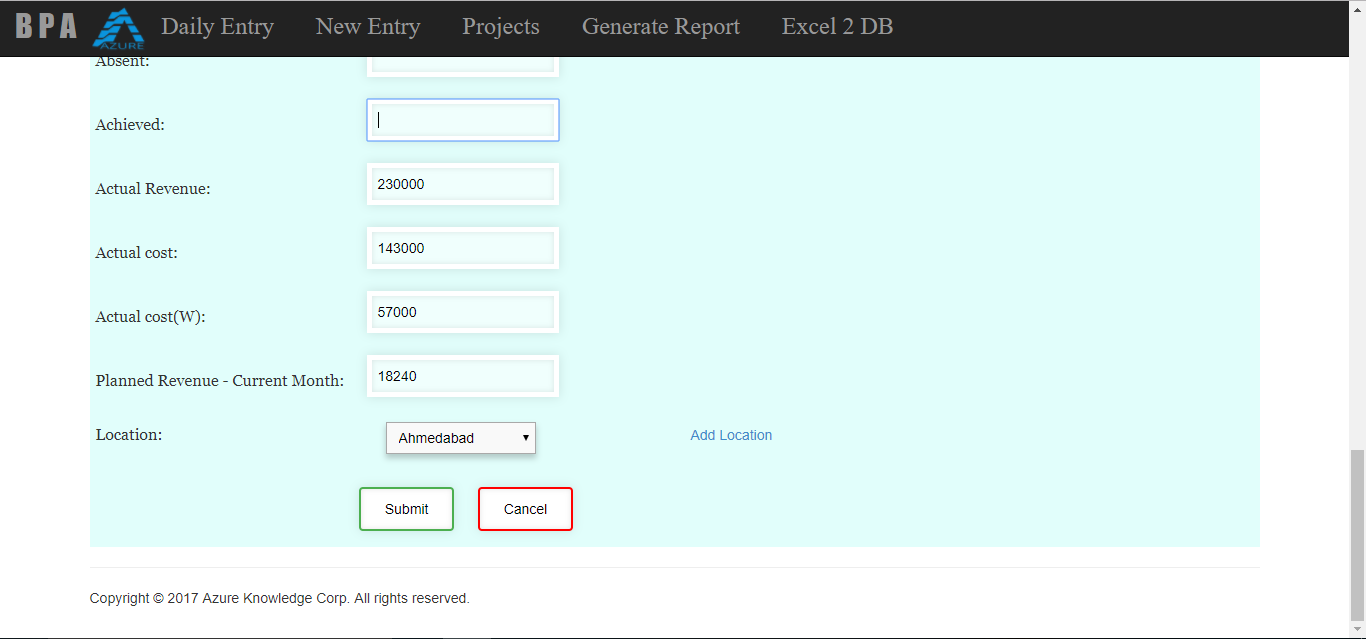 BPA AZURE Daily Entry New Entry Projects Generate Report Excel 2 DB
Absent:
Achieved:
Actual Revenue: 230000
Actual cost: 143000
Actual cost(W): 57000
Planned Revenue - Current Month: 18240
Location: Ahmedabad Add Location
Submit Cancel
Copyright © 2017 Azure Knowledge Corp. All rights reserved.